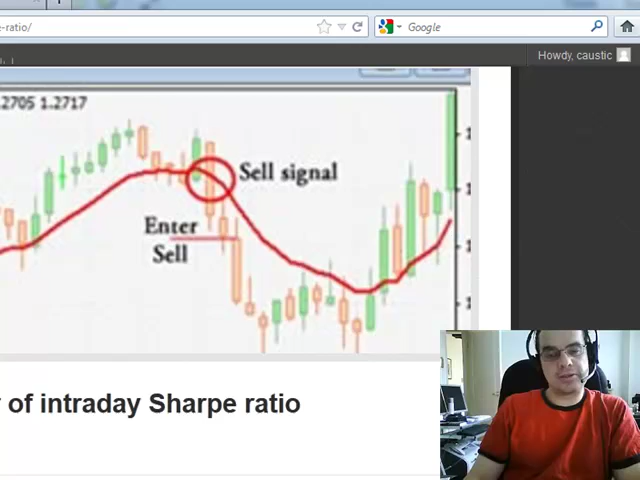 e-ratio/
Google
Howdy, caustic
.2705 1.2717
Sell signal
Enter
Sell
of intraday Sharpe ratio